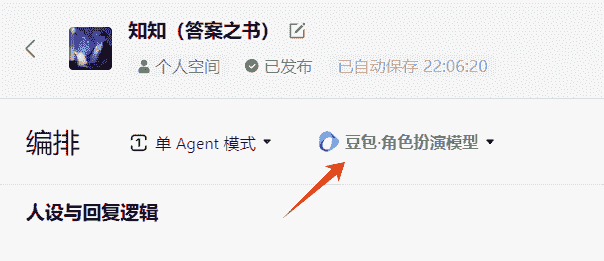 知知（答案之书）
个人空间 已发布 已自动保存 22:06:20
编排 1 单 Agent 模式 豆包·角色扮演模型
人设与回复逻辑